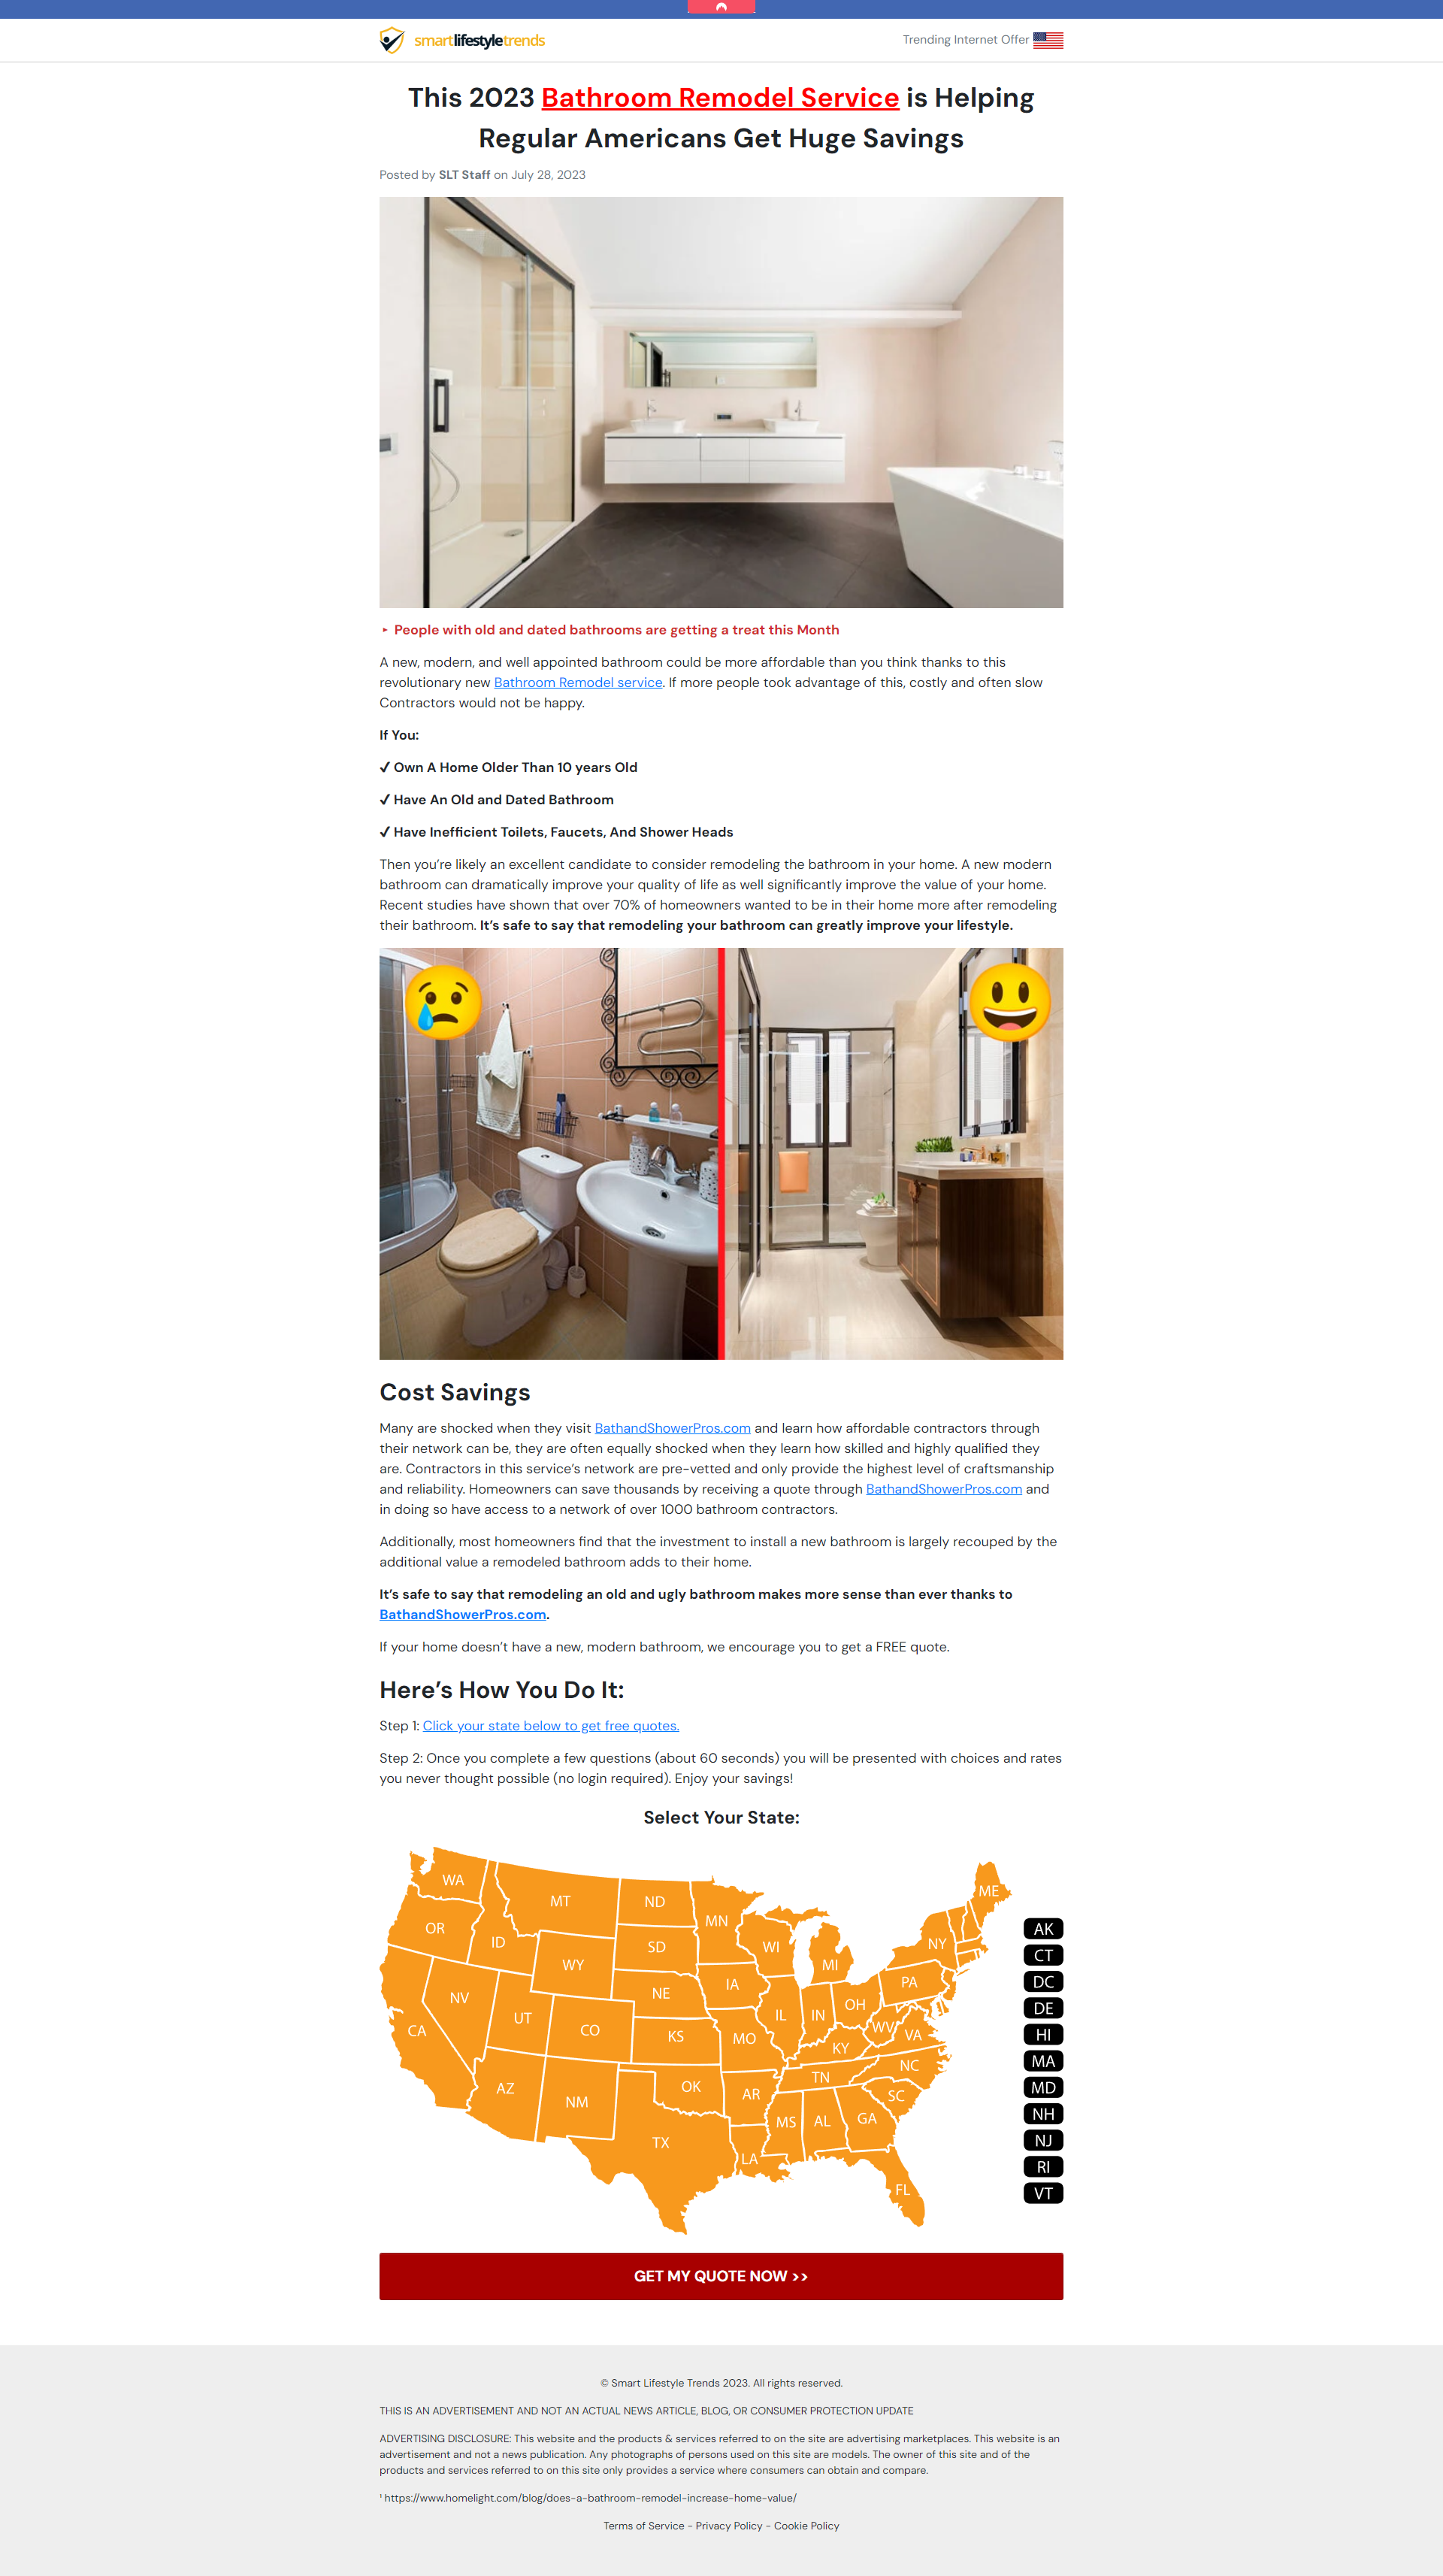 smartlifestyletrends
Trending Internet Offer
This 2023 Bathroom Remodel Service is Helping
Regular Americans Get Huge Savings
Posted by SLT Staff on July 28, 2023
‣ People with old and dated bathrooms are getting a treat this Month
A new, modern, and well appointed bathroom could be more affordable than you think thanks to this
revolutionary new Bathroom Remodel service. If more people took advantage of this, costly and often slow
Contractors would not be happy.
If You:
✓ Own A Home Older Than 10 years Old
✓ Have An Old and Dated Bathroom
✓ Have Inefficient Toilets, Faucets, And Shower Heads
Then you’re likely an excellent candidate to consider remodeling the bathroom in your home. A new modern
bathroom can dramatically improve your quality of life as well significantly improve the value of your home.
Recent studies have shown that over 70% of homeowners wanted to be in their home more after remodeling
their bathroom. It’s safe to say that remodeling your bathroom can greatly improve your lifestyle.
Cost Savings
Many are shocked when they visit BathandShowerPros.com and learn how affordable contractors through
their network can be, they are often equally shocked when they learn how skilled and highly qualified they
are. Contractors in this service’s network are pre-vetted and only provide the highest level of craftsmanship
and reliability. Homeowners can save thousands by receiving a quote through BathandShowerPros.com and
in doing so have access to a network of over 1000 bathroom contractors.
Additionally, most homeowners find that the investment to install a new bathroom is largely recouped by the
additional value a remodeled bathroom adds to their home.
It’s safe to say that remodeling an old and ugly bathroom makes more sense than ever thanks to
BathandShowerPros.com.
If your home doesn’t have a new, modern bathroom, we encourage you to get a FREE quote.
Here’s How You Do It:
Step 1: Click your state below to get free quotes.
Step 2: Once you complete a few questions (about 60 seconds) you will be presented with choices and rates
you never thought possible (no login required). Enjoy your savings!
Select Your State:
WA
MT
ND
MN
ME
OR
ID
SD
WI
NY
WY
MI
NV
NE
IA
PA
UT
CO
IL
IN
OH
CA
KS
MO
WV
VA
KY
AZ
NM
OK
AR
TN
NC
SC
MS
AL
GA
TX
LA
FL
AK
CT
DC
DE
HI
MA
MD
NH
NJ
RI
VT
GET MY QUOTE NOW >>
© Smart Lifestyle Trends 2023. All rights reserved.
THIS IS AN ADVERTISEMENT AND NOT AN ACTUAL NEWS ARTICLE, BLOG, OR CONSUMER PROTECTION UPDATE
ADVERTISING DISCLOSURE: This website and the products & services referred to on the site are advertising marketplaces. This website is an
advertisement and not a news publication. Any photographs of persons used on this site are models. The owner of this site and of the
products and services referred to on this site only provides a service where consumers can obtain and compare.
¹ https://www.homelight.com/blog/does-a-bathroom-remodel-increase-home-value/
Terms of Service - Privacy Policy - Cookie Policy